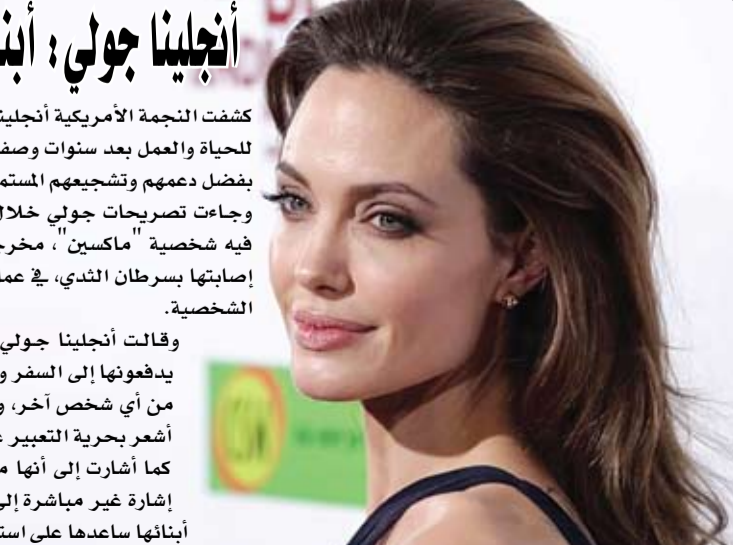 أنجلينا جولي:
كشفت النجمة الأمريكية أنجلينا
للحياة والعمل بعد سنوات وصف
بفضل دعمهم وتشجيعهم المستم
وجاءت تصريحات جولي خلال
فيه شخصية "ماكسين"، مخرج
إصابتها بسرطان الثدي، في عم
الشخصية.
وقالت أنجلينا جولي
يدفعونها إلى السفر و
من أي شخص آخر، و
أشعر بحرية التعبير ع
كما أشارت إلى أنها م
إشارة غير مباشرة إلى
أبنائها ساعدها على است